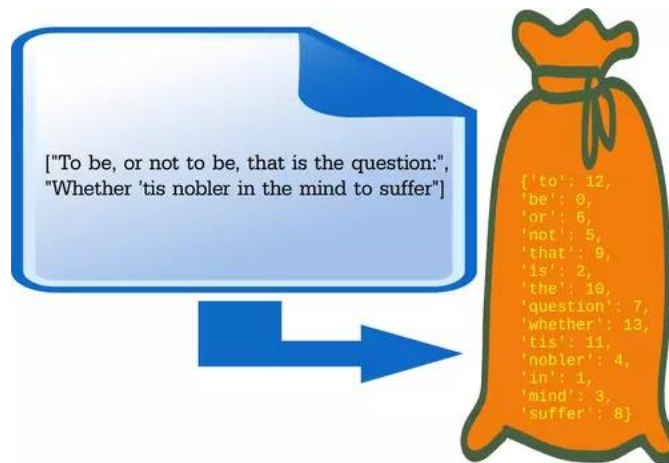 ["To be, or not to be, that is the question:",
"Whether 'tis nobler in the mind to suffer"]
{'to': 12,
'be': 0,
'or': 6,
'not': 5,
'that': 9,
'is': 2,
'the': 10,
'question': 7,
'whether': 13,
'tis': 11,
'nobler': 4,
'in': 1,
'mind': 3,
'suffer': 8}